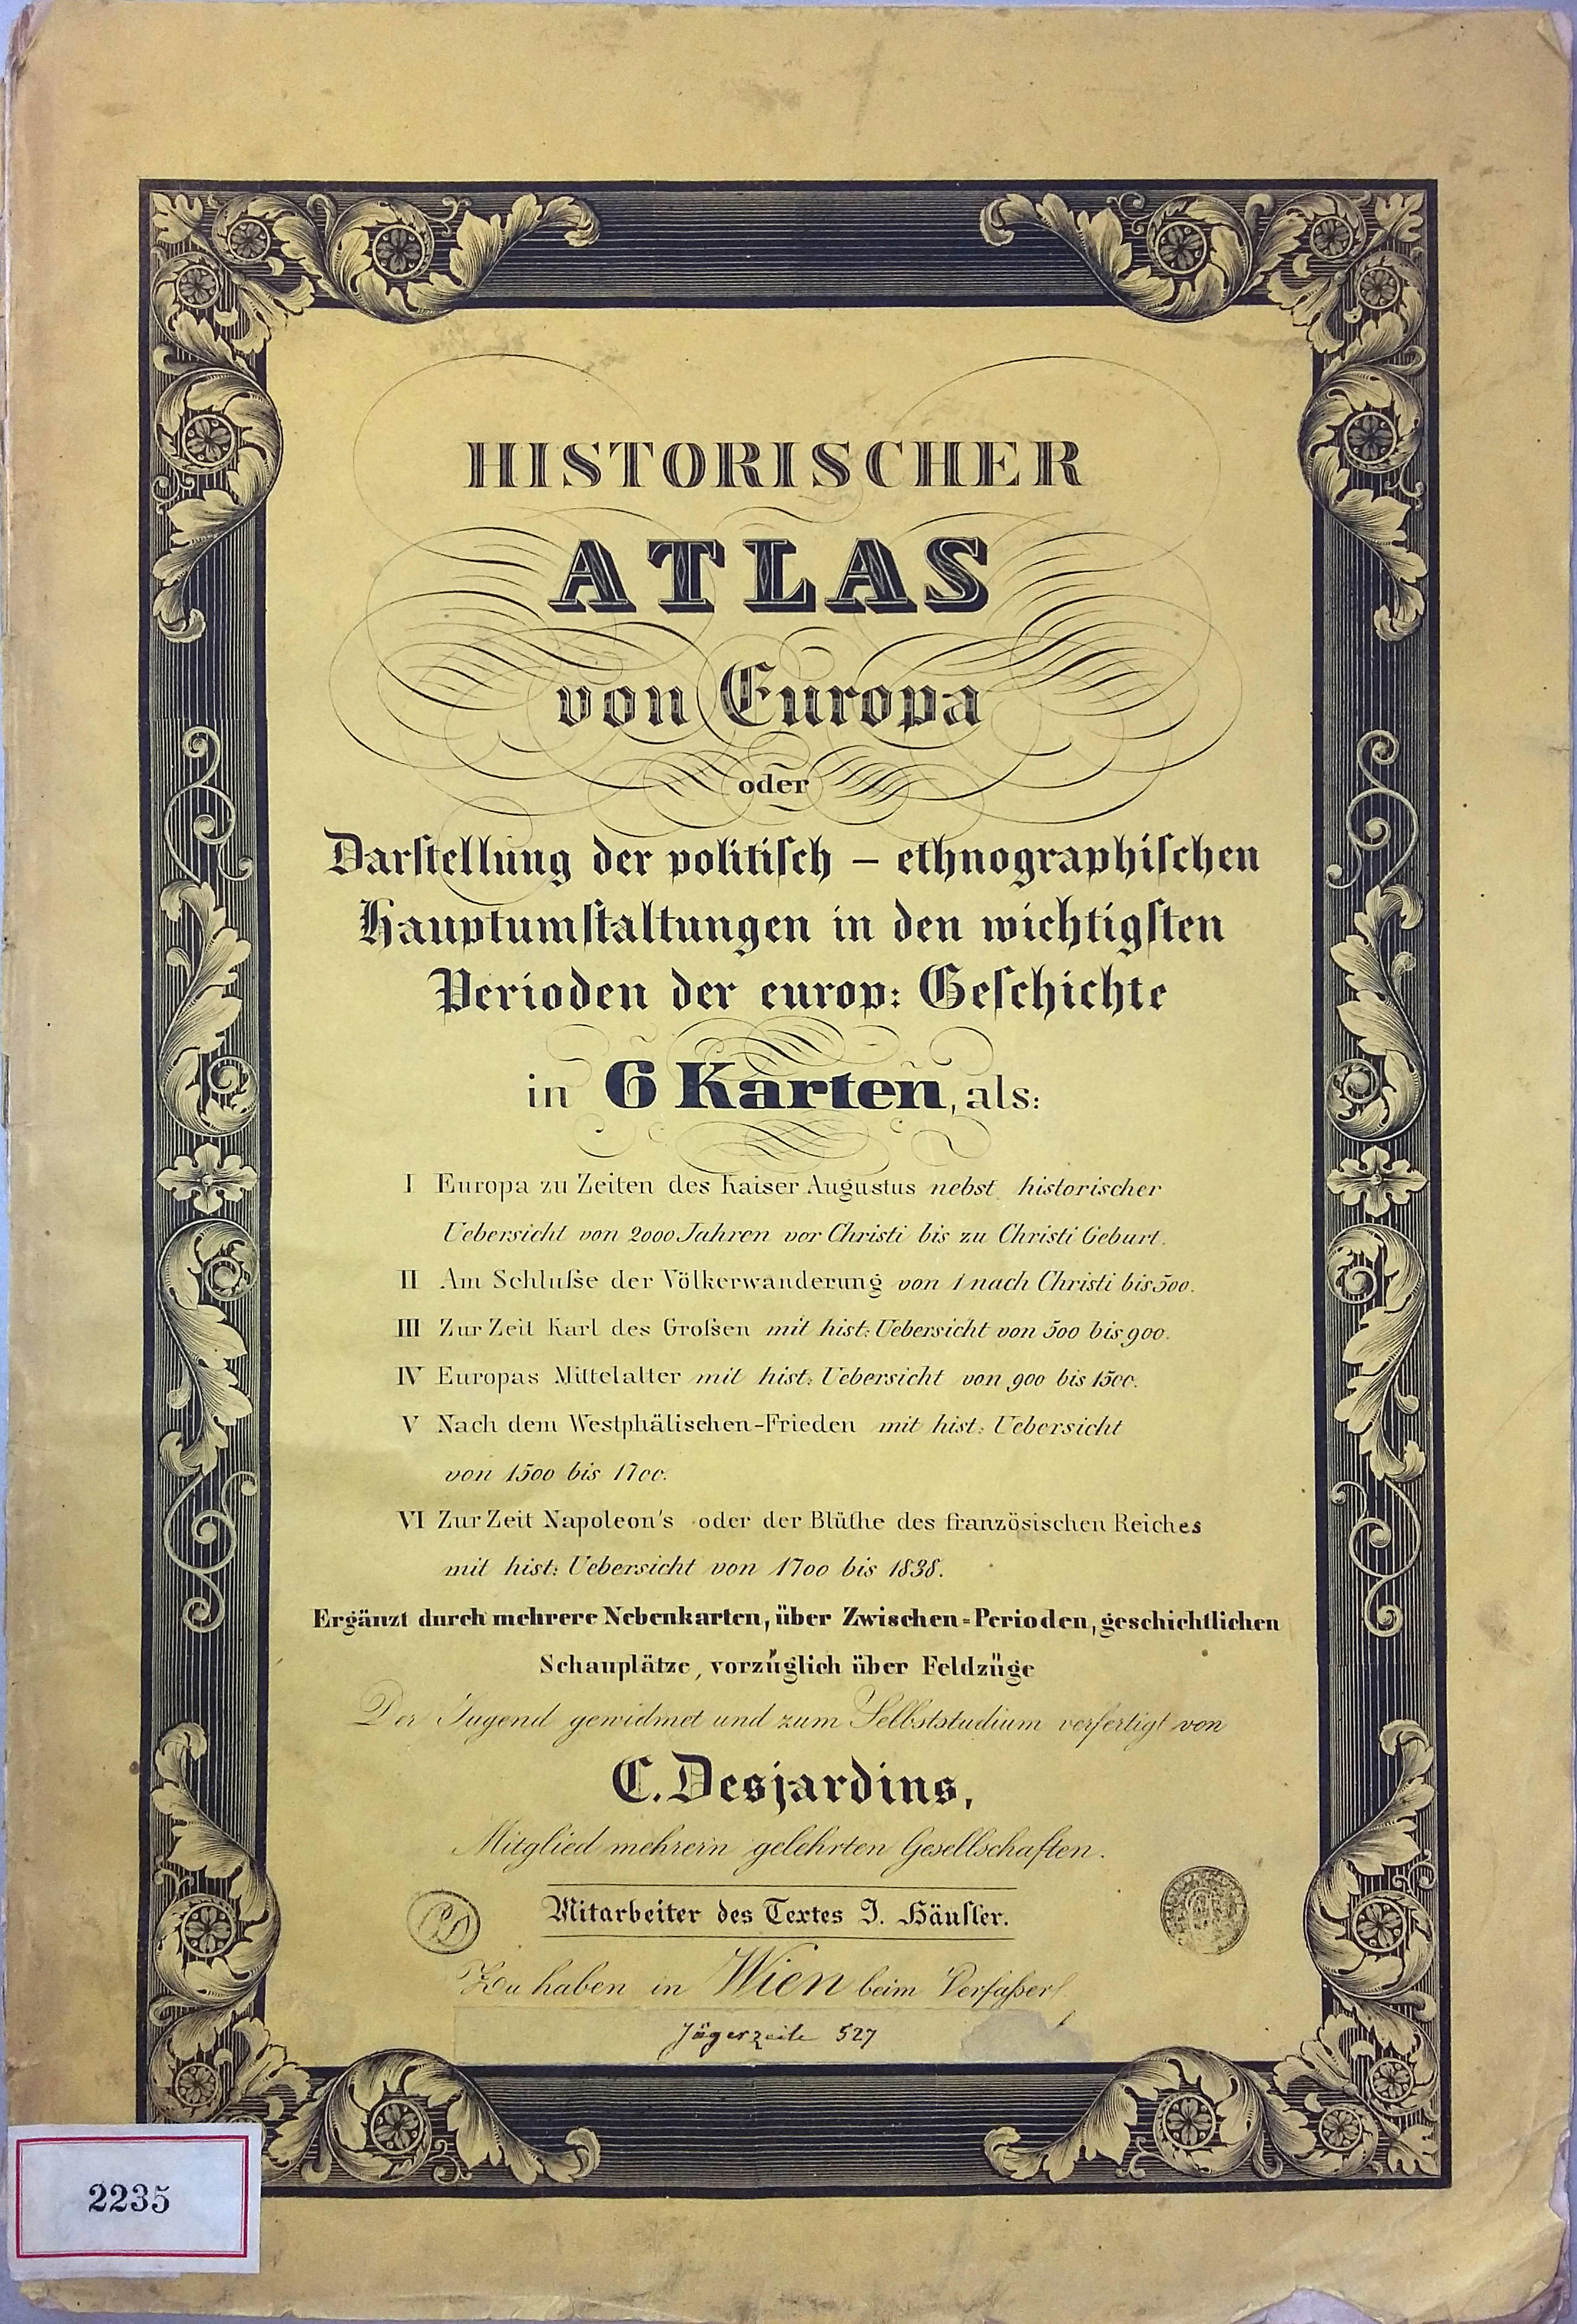 HISTORISCHER
ATLAS
von Europa
oder
Darſtellung der politiſch – ethnographiſchen
Hauptumſtaltungen in den wichtigſten
Perioden der europ: Geſchichte
in 6 Karten, als:
I Europa zu Zeiten des Kaiser Augustus nebst historischer
Uebersicht von 2000 Jahren vor Christi bis zu Christi Geburt.
II Am Schluſse der Völkerwanderung von 1 nach Christi bis 500.
III Zur Zeit Karl des Groſsen mit hist: Uebersicht von 500 bis 900.
IV Europas Mittelalter mit hist: Uebersicht von 900 bis 1500.
V Nach dem Westphälischen-Frieden mit hist: Uebersicht
von 1500 bis 1700.
VI Zur Zeit Napoleon's oder der Blüthe des französischen Reiches
mit hist: Uebersicht von 1700 bis 1838.
Ergänzt durch mehrere Nebenkarten, über Zwischen=Perioden, geschichtlichen
Schauplätze, vorzüglich über Feldzüge
Der Jugend gewidmet und zum Selbststudium verfertigt von
C. Desjardins,
Mitglied mehrern gelehrten Gesellschaften.
Mitarbeiter des Textes I. Häuſler.
Zu haben in Wien beim Verfaſser
Jägerzeile 527
2235